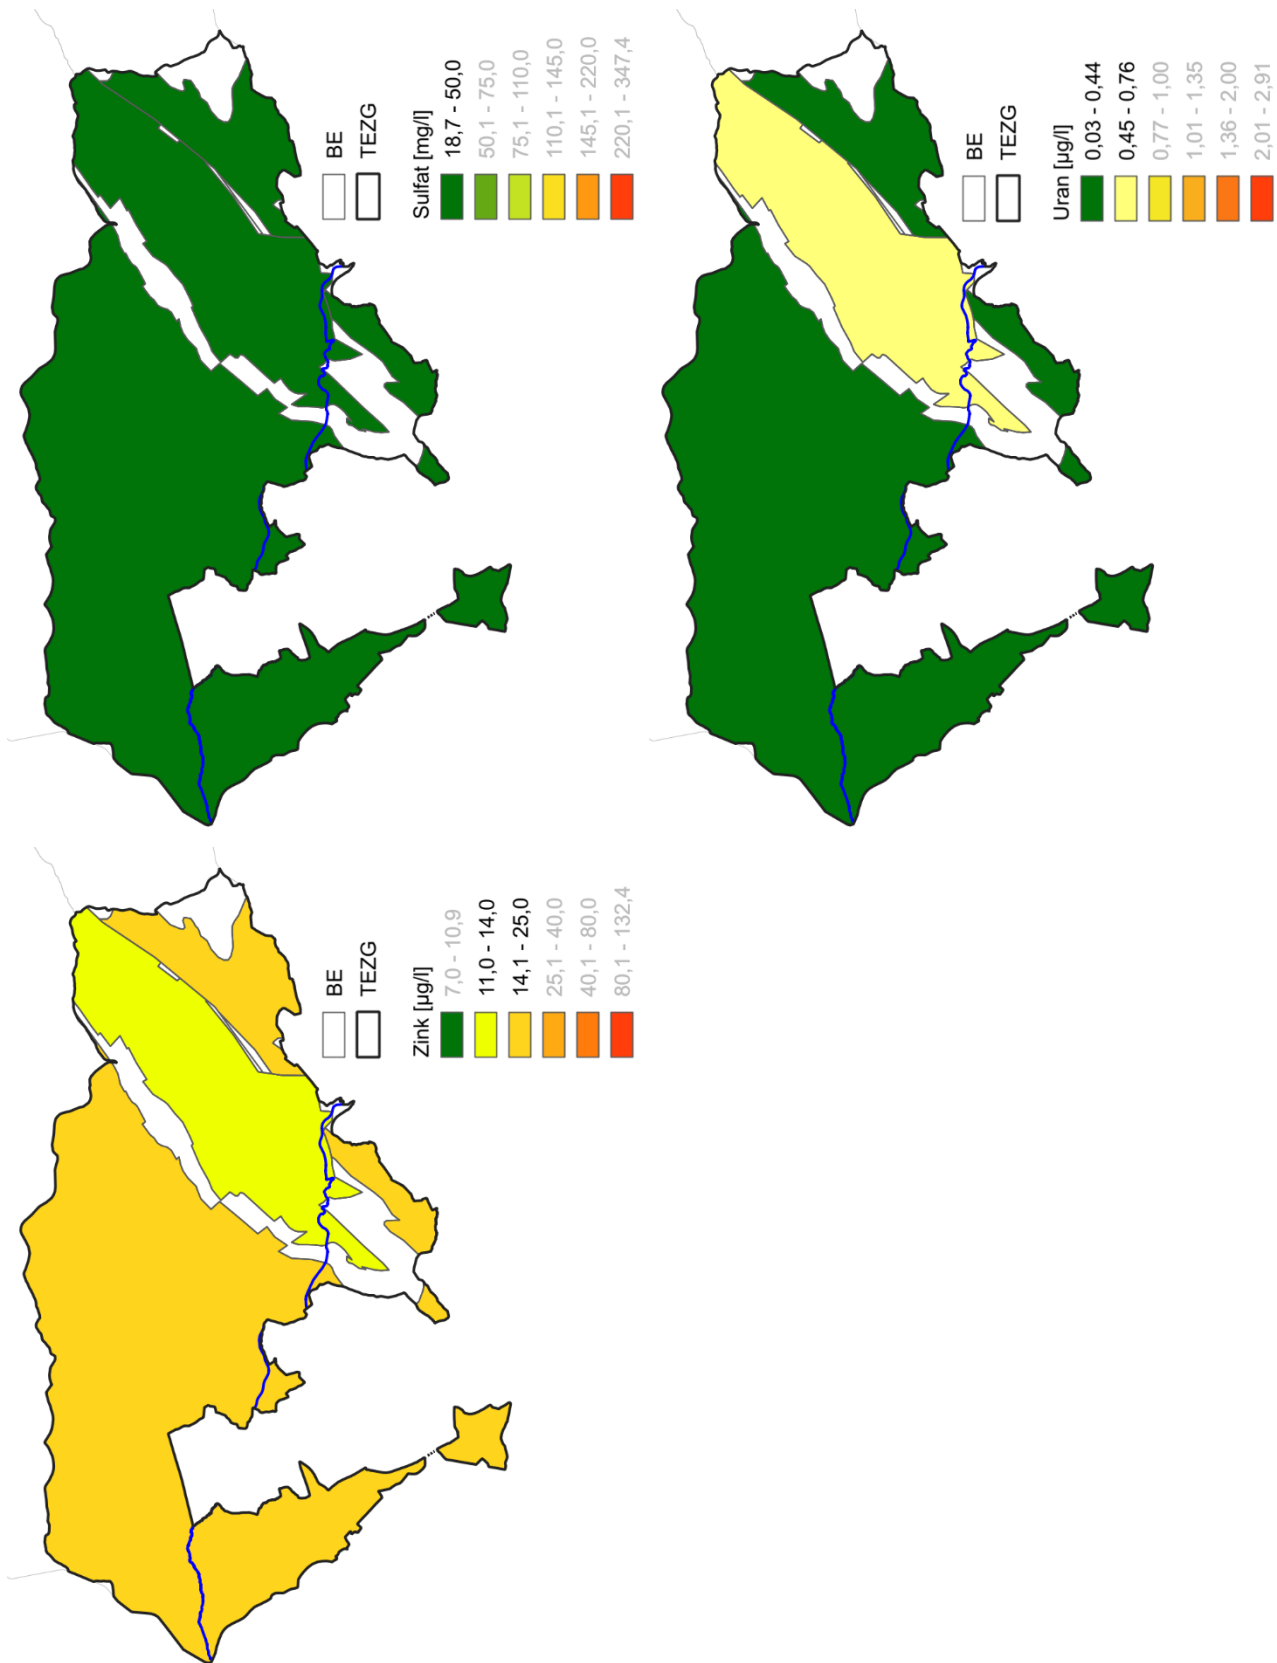 BE
TEZG
Zink [µg/l]
7,0 - 10,9
11,0 - 14,0
14,1 - 25,0
25,1 - 40,0
40,1 - 80,0
80,1 - 132,4
BE
TEZG
Sulfat [mg/l]
18,7 - 50,0
50,1 - 75,0
75,1 - 110,0
110,1 - 145,0
145,1 - 220,0
220,1 - 347,4
BE
TEZG
Uran [µg/l]
0,03 - 0,44
0,45 - 0,76
0,77 - 1,00
1,01 - 1,35
1,36 - 2,00
2,01 - 2,91